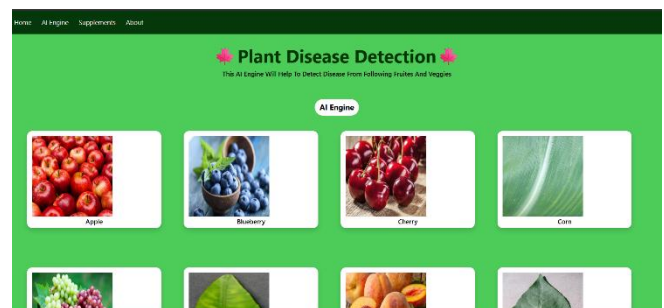 Home AI Engine Supplements About
Plant Disease Detection
This AI Engine Will Help To Detect Disease From Following Fruites And Veggies
AI Engine
Apple Blueberry Cherry Corn